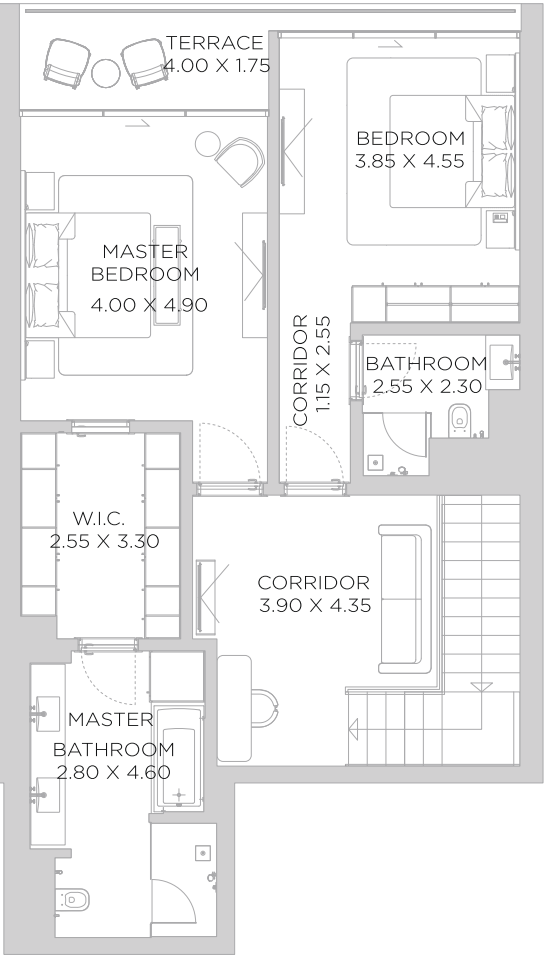 TERRACE
4.00 X 1.75
BEDROOM
3.85 X 4.55
MASTER
BEDROOM
4.00 X 4.90
CORRIDOR
1.15 X 2.55
BATHROOM
2.55 X 2.30
W.I.C.
2.55 X 3.30
CORRIDOR
3.90 X 4.35
MASTER
BATHROOM
2.80 X 4.60